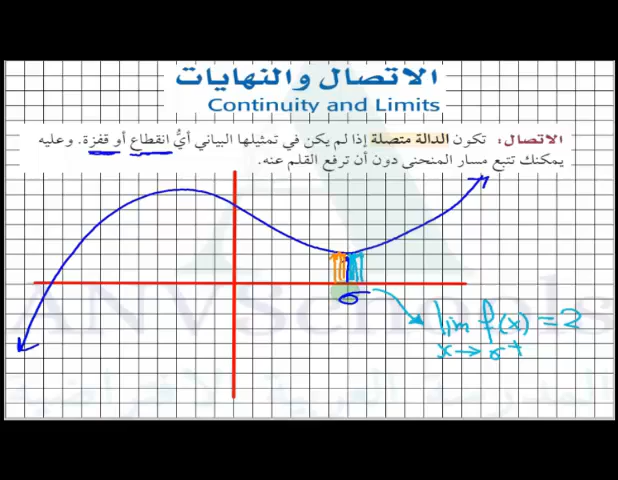 الاتصال والنهايات
Continuity and Limits
الاتصال: تكون الدالة متصلة إذا لم يكن في تمثيلها البياني أيُّ انقطاع أو قفزة. وعليه
يمكنك تتبع مسار المنحنى دون أن ترفع القلم عنه.
lim f(x) = 2